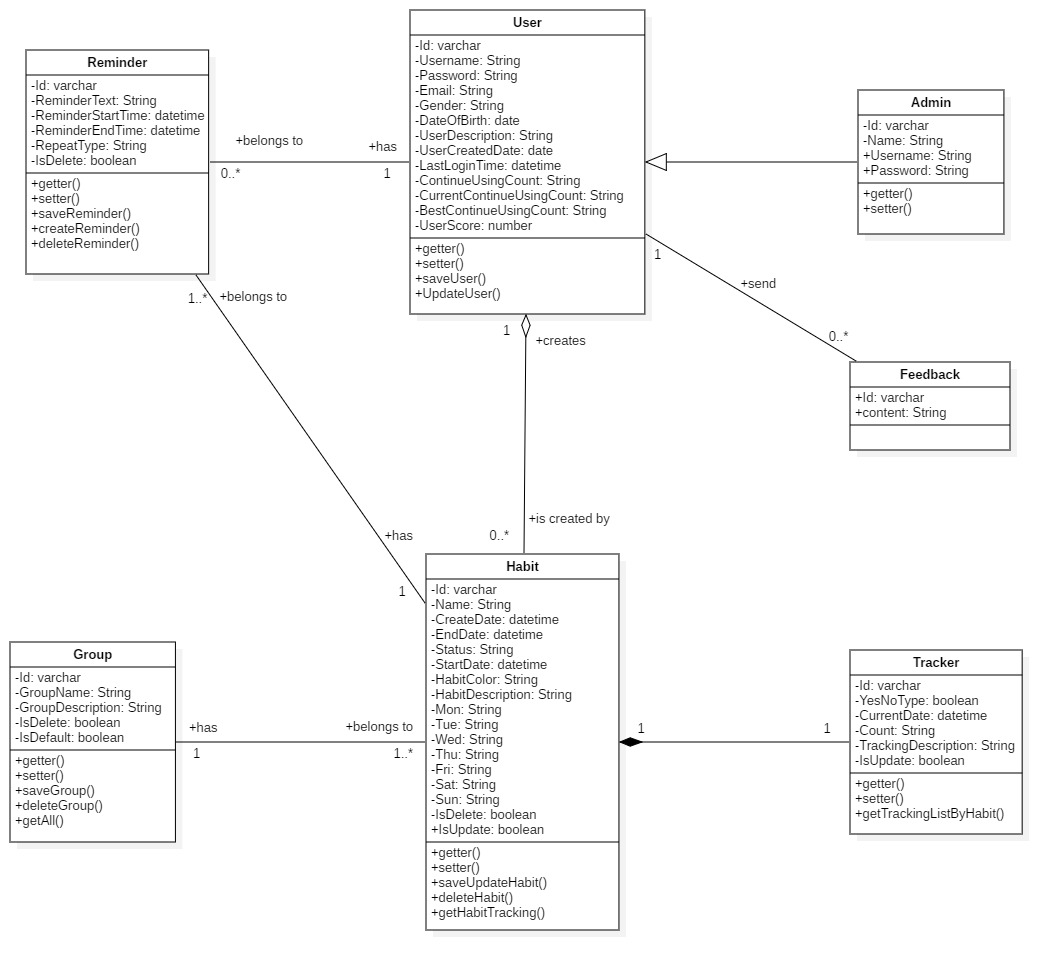 User
-Id: varchar
-Username: String
-Password: String
-Email: String
-Gender: String
-DateOfBirth: date
-UserDescription: String
-UserCreatedDate: date
-LastLoginTime: datetime
-ContinueUsingCount: String
-CurrentContinueUsingCount: String
-BestContinueUsingCount: String
-UserScore: number
+getter()
+setter()
+saveUser()
+UpdateUser()
Reminder
-Id: varchar
-ReminderText: String
-ReminderStartTime: datetime
-ReminderEndTime: datetime
-RepeatType: String
-IsDelete: boolean
+getter()
+setter()
+saveReminder()
+createReminder()
+deleteReminder()
+belongs to
0..*
+has
1
Admin
-Id: varchar
-Name: String
+Username: String
+Password: String
+getter()
+setter()
1
+send
0..*
Feedback
+Id: varchar
+content: String
1..*
+belongs to
+has
1
1
+creates
+is created by
0..*
Habit
-Id: varchar
-Name: String
-CreateDate: datetime
-EndDate: datetime
-Status: String
-StartDate: datetime
-HabitColor: String
-HabitDescription: String
-Mon: String
-Tue: String
-Wed: String
-Thu: String
-Fri: String
-Sat: String
-Sun: String
-IsDelete: boolean
+IsUpdate: boolean
+getter()
+setter()
+saveUpdateHabit()
+deleteHabit()
+getHabitTracking()
Group
-Id: varchar
-GroupName: String
-GroupDescription: String
-IsDelete: boolean
-IsDefault: boolean
+getter()
+setter()
+saveGroup()
+deleteGroup()
+getAll()
+has
1
+belongs to
1..*
1
1
Tracker
-Id: varchar
-YesNoType: boolean
-CurrentDate: datetime
-Count: String
-TrackingDescription: String
-IsUpdate: boolean
+getter()
+setter()
+getTrackingListByHabit()